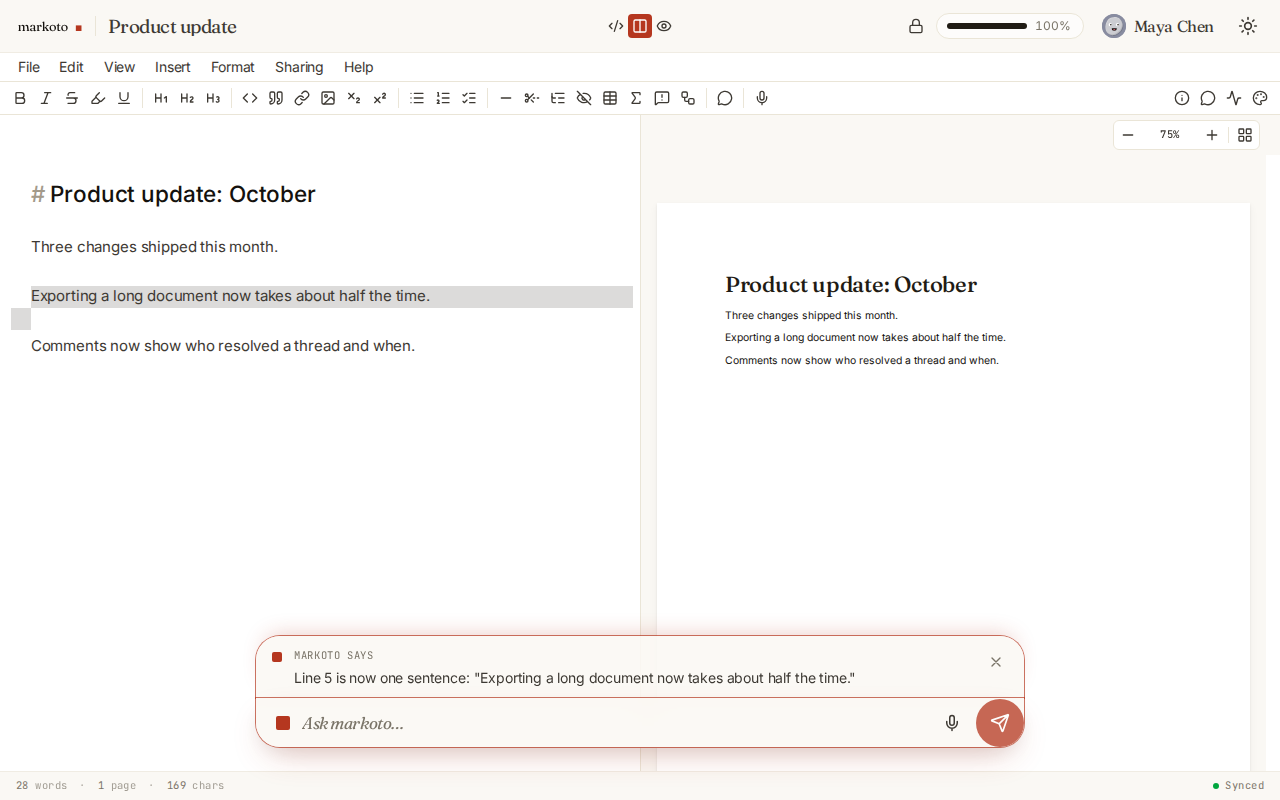 markoto
Product update
100%
Maya Chen
File Edit View Insert Format Sharing Help
H1 H2 H3
75%
# Product update: October
Three changes shipped this month.
Exporting a long document now takes about half the time.
Comments now show who resolved a thread and when.
Product update: October
Three changes shipped this month.
Exporting a long document now takes about half the time.
Comments now show who resolved a thread and when.
MARKOTO SAYS
Line 5 is now one sentence: "Exporting a long document now takes about half the time."
Ask markoto...
28 words · 1 page · 169 chars
Synced